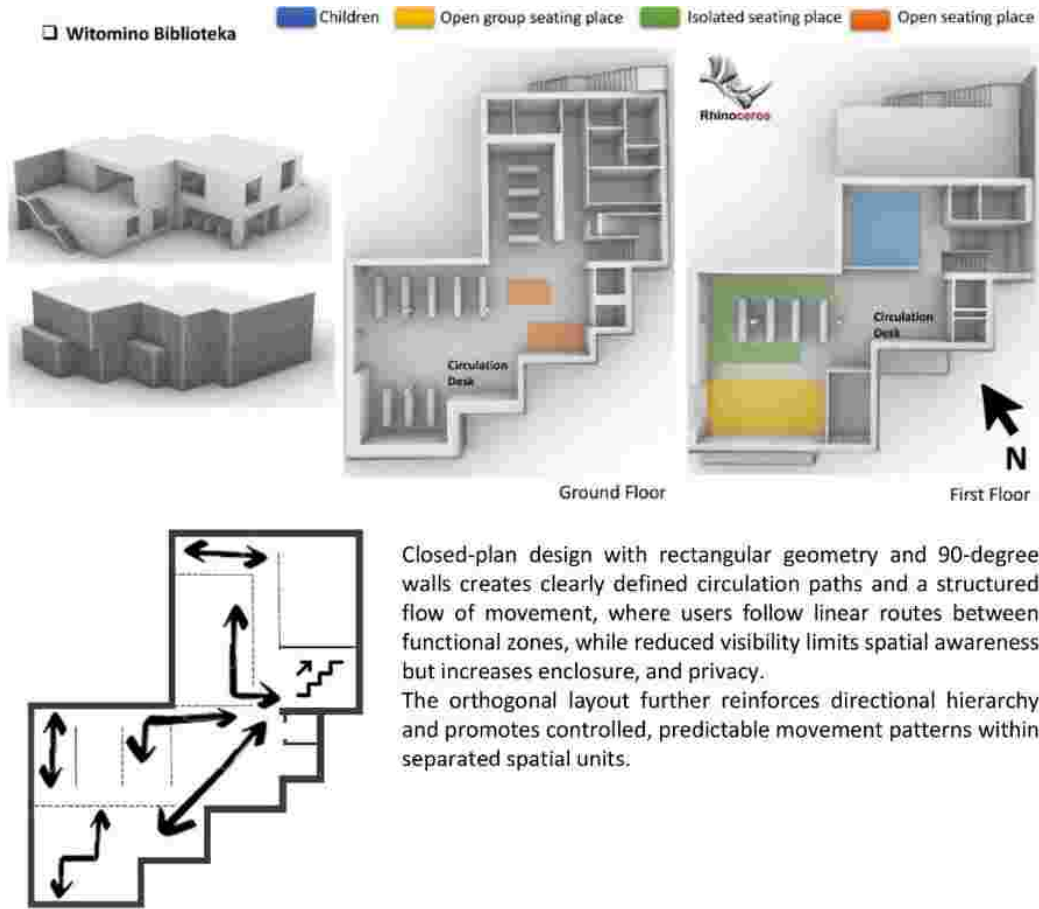 Children
Open group seating place
Isolated seating place
Open seating place
❑ Witomino Biblioteka
Rhinoceros
Circulation
Desk
Circulation
Desk
N
Ground Floor
First Floor
Closed-plan design with rectangular geometry and 90-degree
walls creates clearly defined circulation paths and a structured
flow of movement, where users follow linear routes between
functional zones, while reduced visibility limits spatial awareness
but increases enclosure, and privacy.
The orthogonal layout further reinforces directional hierarchy
and promotes controlled, predictable movement patterns within
separated spatial units.